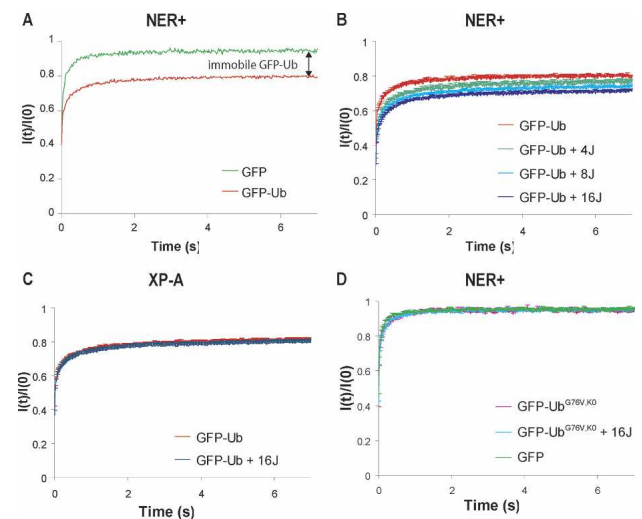 A NER+
I(t)/I(0)
1
0.8
0.6
0.4
0.2
0
immobile GFP-Ub
GFP
GFP-Ub
0 2 4 6
Time (s)
B NER+
I(t)/I(0)
1
0.8
0.6
0.4
0.2
0
GFP-Ub
GFP-Ub + 4J
GFP-Ub + 8J
GFP-Ub + 16J
0 2 4 6
Time (s)
C XP-A
I(t)/I(0)
1
0.8
0.6
0.4
0.2
0
GFP-Ub
GFP-Ub + 16J
0 2 4 6
Time (s)
D NER+
I(t)/I(0)
1
0.8
0.6
0.4
0.2
0
GFP-Ub^G76V,K0
GFP-Ub^G76V,K0 + 16J
GFP
0 2 4 6
Time (s)